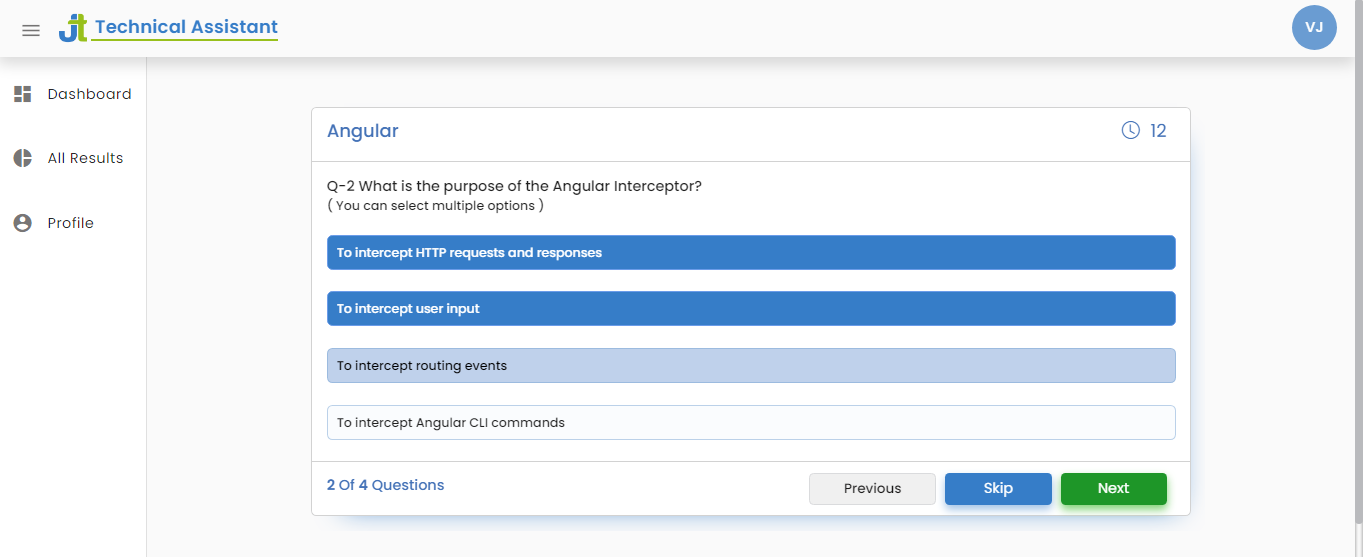 Jt Technical Assistant
VJ
Dashboard
All Results
Profile
Angular
12
Q-2 What is the purpose of the Angular Interceptor?
( You can select multiple options )
To intercept HTTP requests and responses
To intercept user input
To intercept routing events
To intercept Angular CLI commands
2 Of 4 Questions
Previous
Skip
Next